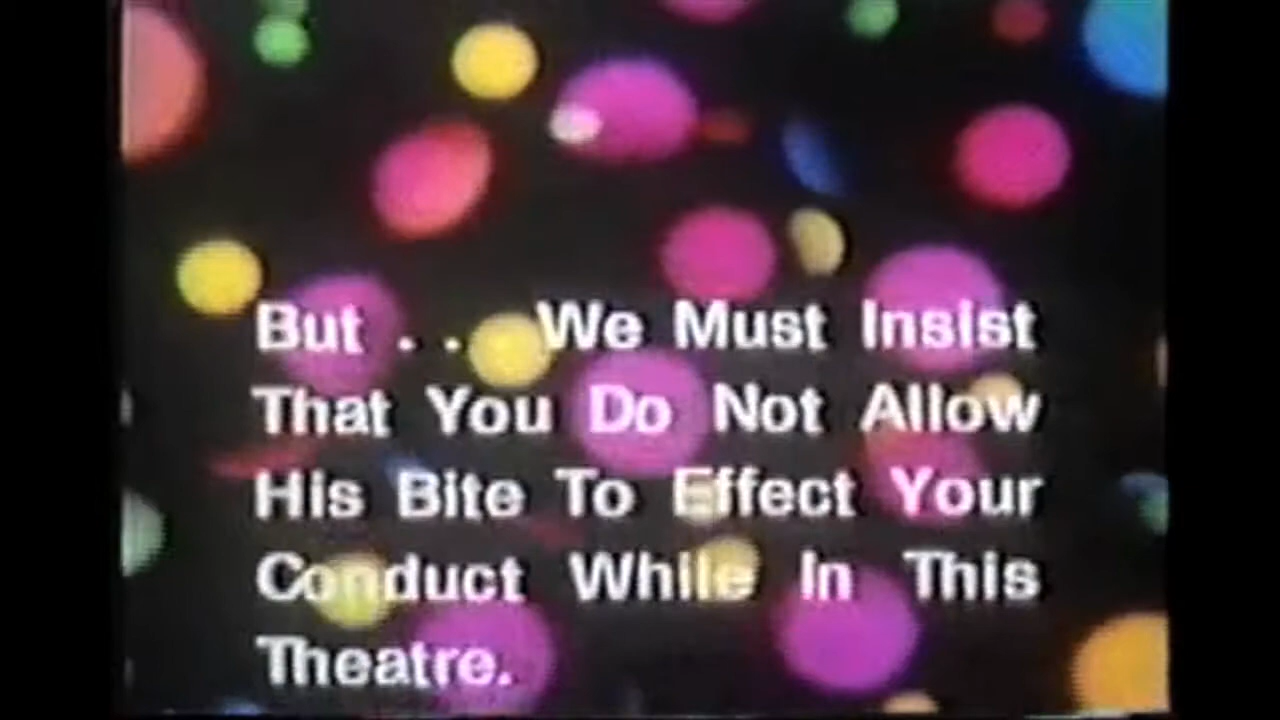 But . . We Must Insist
That You Do Not Allow
His Bite To Effect Your
Conduct While In This
Theatre.